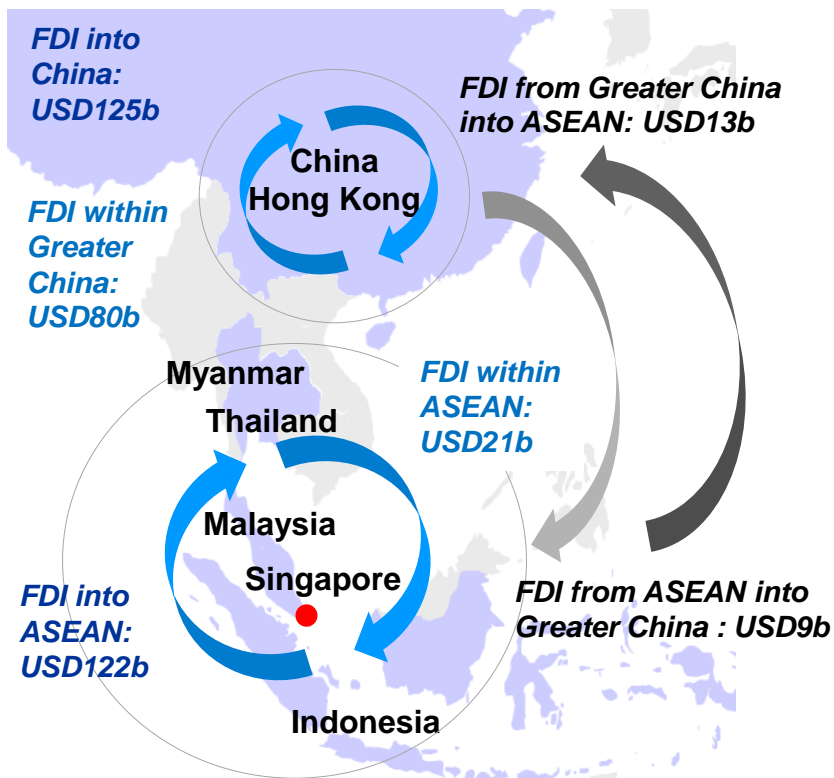 FDI into
China:
USD125b
FDI from Greater China
into ASEAN: USD13b
China
Hong Kong
FDI within
Greater
China:
USD80b
Myanmar
Thailand
FDI within
ASEAN:
USD21b
Malaysia
Singapore
FDI into
ASEAN:
USD122b
FDI from ASEAN into
Greater China : USD9b
Indonesia